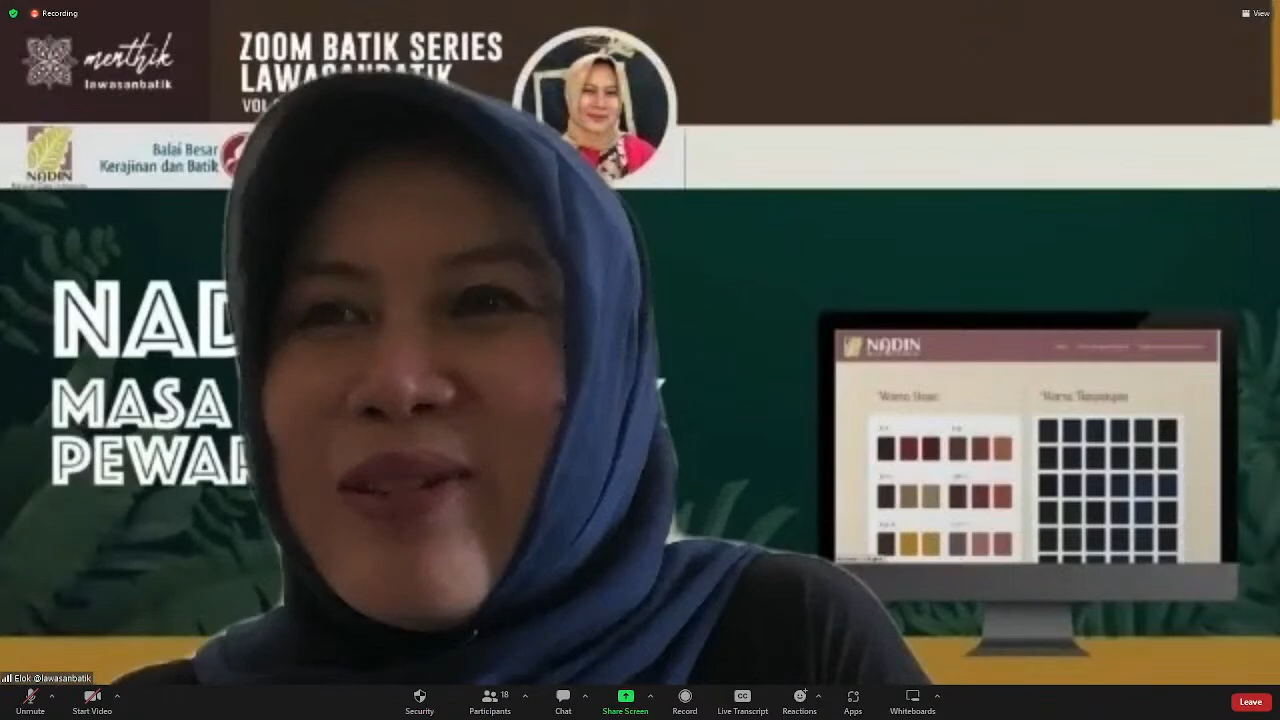 Recording
View
menthik
lawasanbatik
ZOOM BATIK SERIES
LAWASANBATIK
VOL
NADIN
Balai Besar
Kerajinan dan Batik
NAD
MASA
PEWAR
NADIN
Warna Dasar
Warna Tumpangan
Elok @lawasanbatik
Unmute
Start Video
Security
Participants
18
Chat
Share Screen
Record
Live Transcript
Reactions
Apps
Whiteboards
Leave